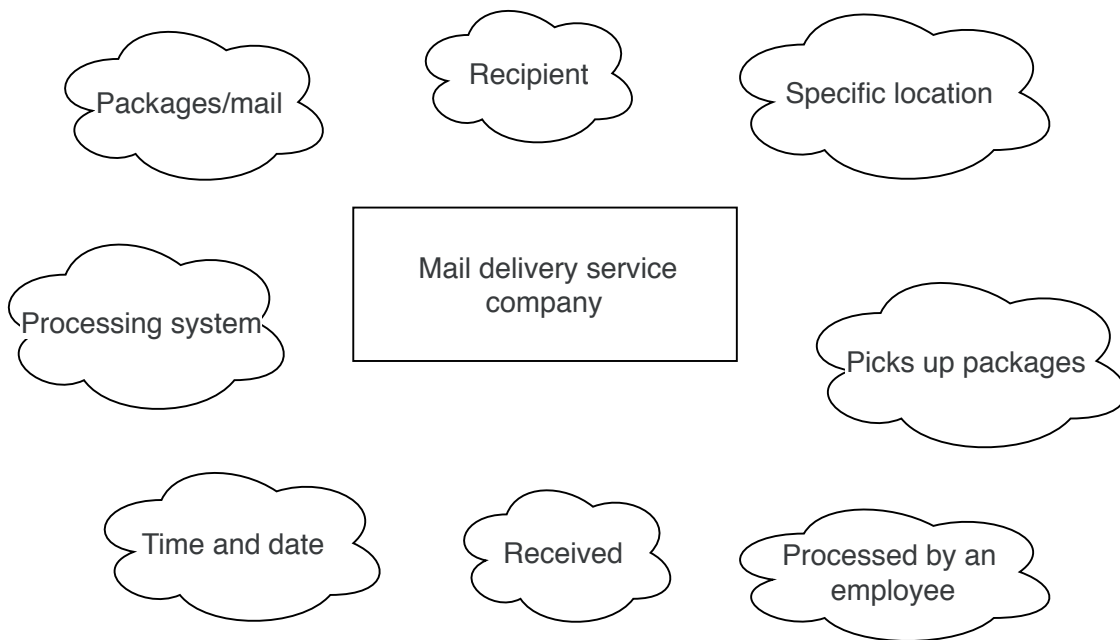 Packages/mail
Recipient
Specific location
Mail delivery service
company
Processing system
Picks up packages
Time and date
Received
Processed by an
employee